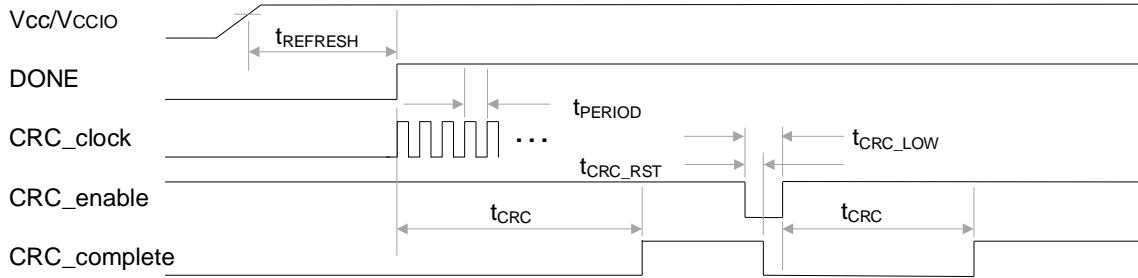 Vcc/VCCIO
tREFRESH
DONE
tPERIOD
CRC_clock
...
tCRC_LOW
tCRC_RST
CRC_enable
tCRC
tCRC
CRC_complete